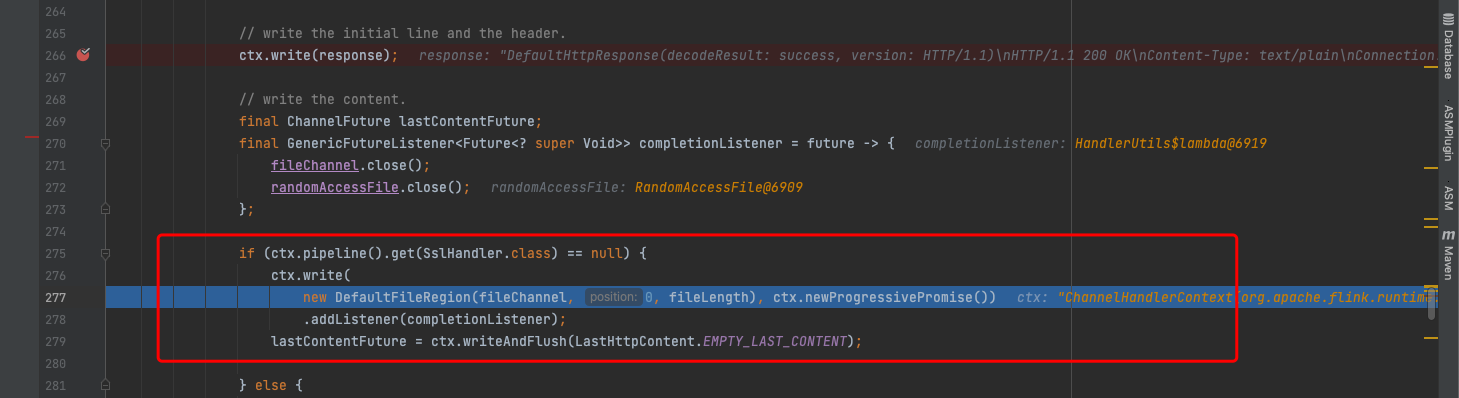 264
265 // write the initial line and the header.
266 ctx.write(response); response: "DefaultHttpResponse(decodeResult: success, version: HTTP/1.1)\nHTTP/1.1 200 OK\nContent-Type: text/plain\nConnection
267
268 // write the content.
269 final ChannelFuture lastContentFuture;
270 final GenericFutureListener<Future<? super Void>> completionListener = future -> { completionListener: HandlerUtils$lambda@6919
271 fileChannel.close();
272 randomAccessFile.close(); randomAccessFile: RandomAccessFile@6909
273 };
274
275 if (ctx.pipeline().get(SslHandler.class) == null) {
276 ctx.write(
277 new DefaultFileRegion(fileChannel, position: 0, fileLength), ctx.newProgressivePromise()) ctx: "ChannelHandlerContext(org.apache.flink.runtime.
278 .addListener(completionListener);
279 lastContentFuture = ctx.writeAndFlush(LastHttpContent.EMPTY_LAST_CONTENT);
280
281 } else {
Database
ASMPlugin
ASM
m Maven